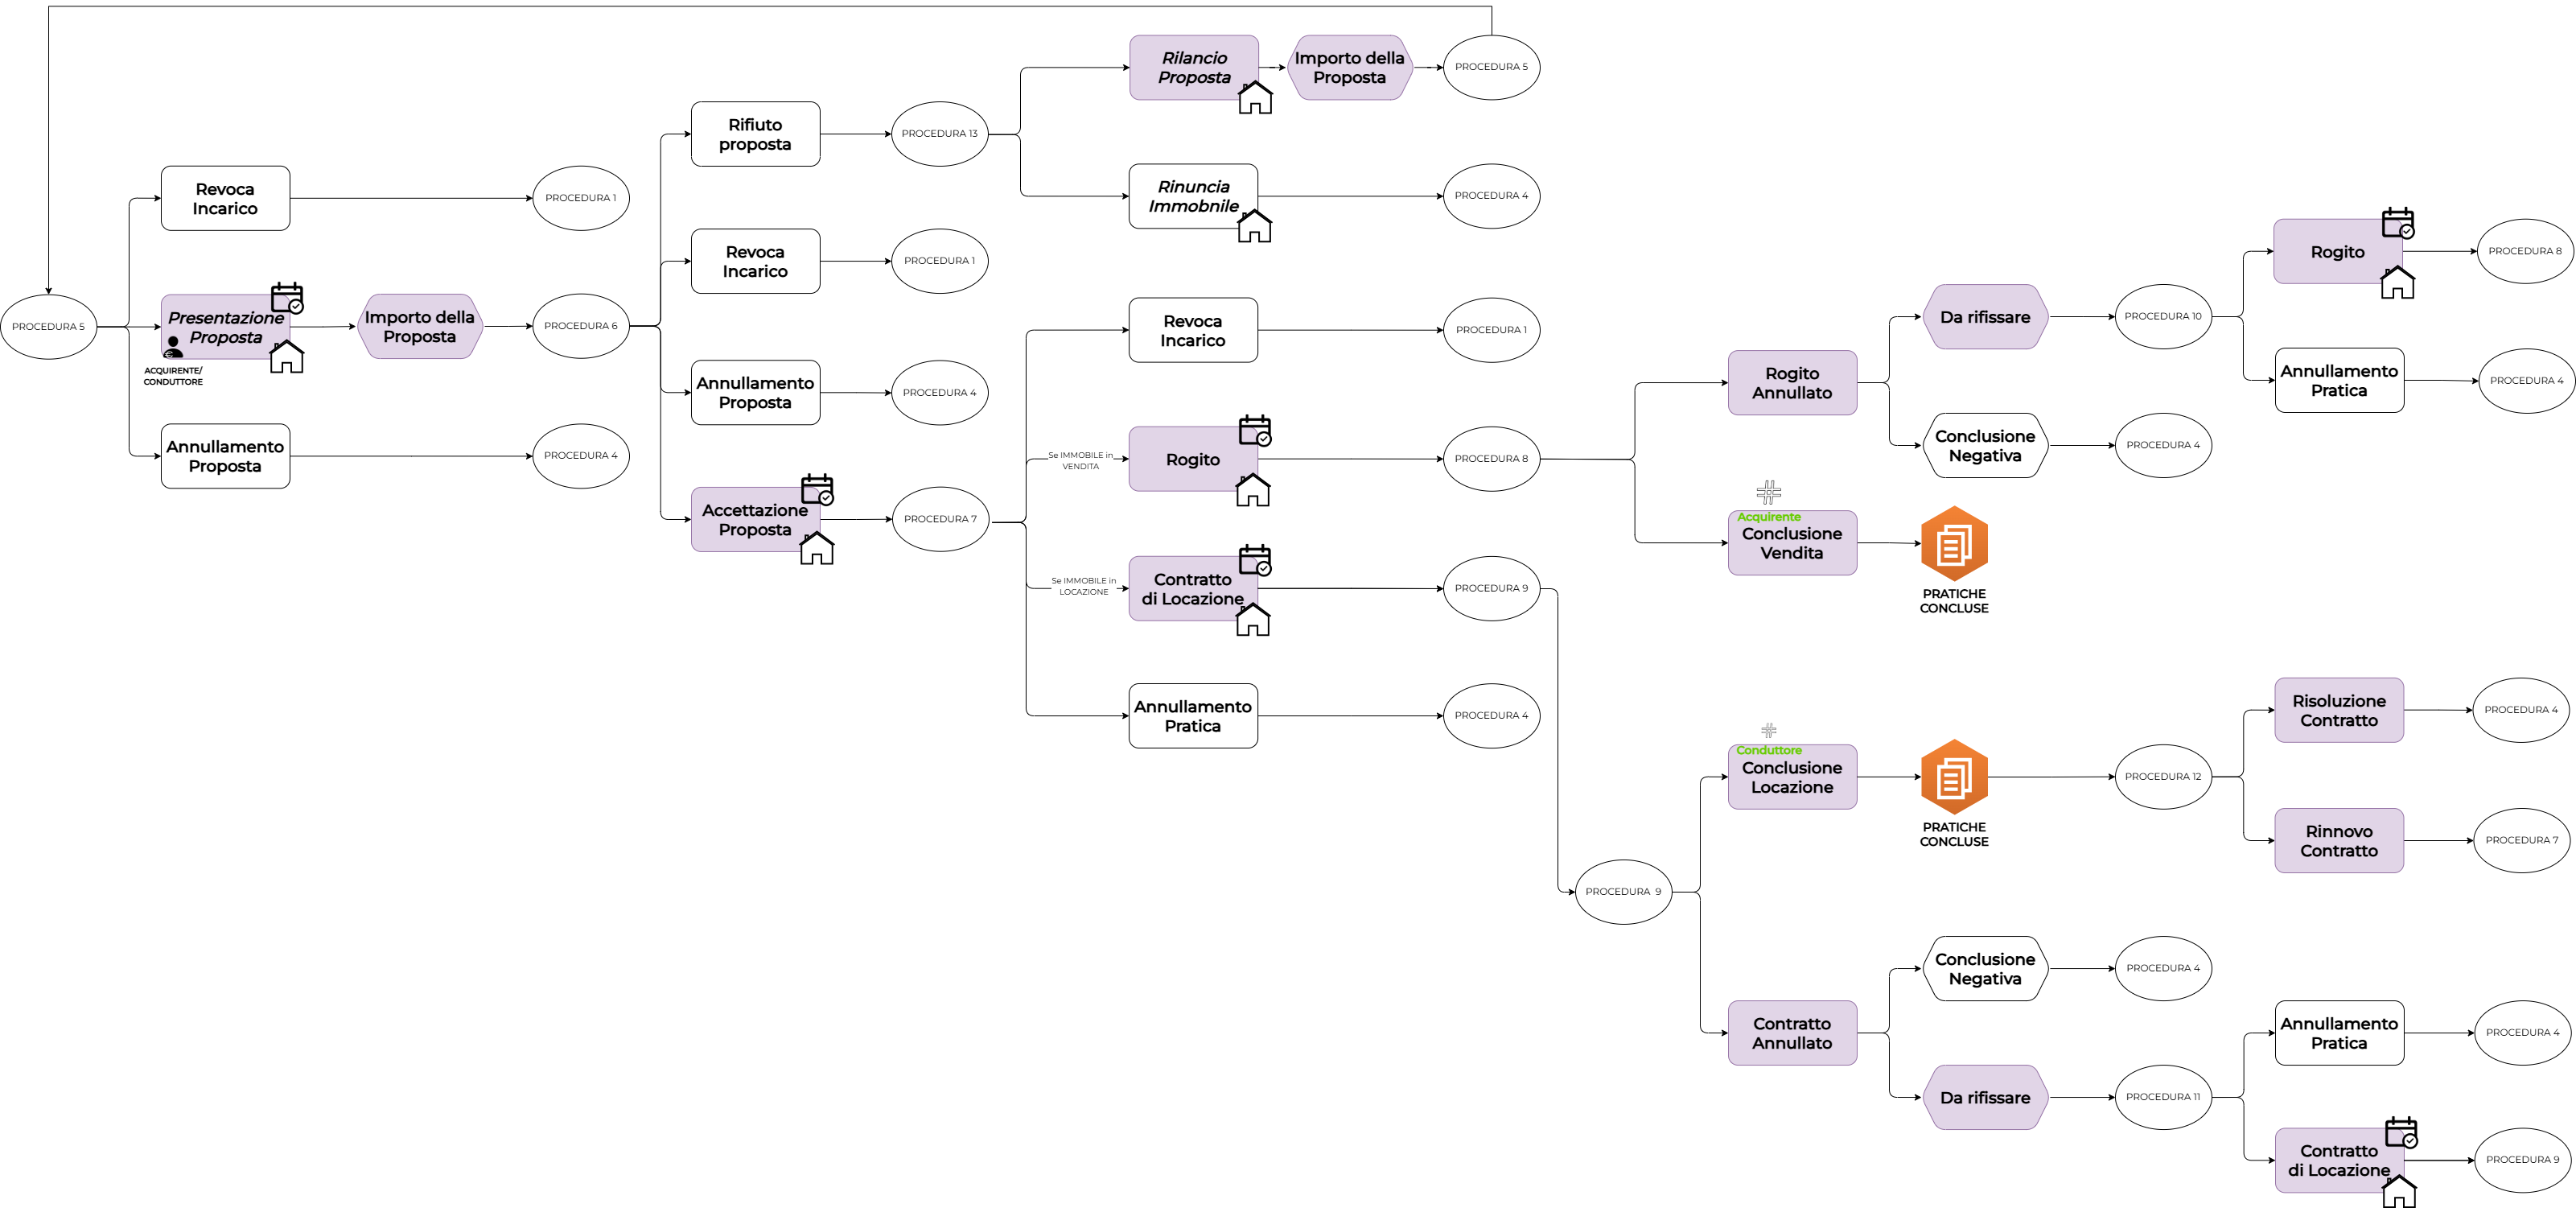 PROCEDURA 5
Revoca
Incarico
PROCEDURA 1
Presentazione
Proposta
ACQUIRENTE/
CONDUTTORE
Importo della
Proposta
PROCEDURA 6
Annullamento
Proposta
PROCEDURA 4
Rifiuto
proposta
PROCEDURA 13
Revoca
Incarico
PROCEDURA 1
Annullamento
Proposta
PROCEDURA 4
Accettazione
Proposta
PROCEDURA 7
Rilancio
Proposta
Importo della
Proposta
PROCEDURA 5
Rinuncia
Immobnile
PROCEDURA 4
Revoca
Incarico
PROCEDURA 1
Se IMMOBILE in
VENDITA
Rogito
PROCEDURA 8
Se IMMOBILE in
LOCAZIONE
Contratto
di Locazione
PROCEDURA 9
Annullamento
Pratica
PROCEDURA 4
Rogito
Annullato
Da rifissare
PROCEDURA 10
Rogito
PROCEDURA 8
Annullamento
Pratica
PROCEDURA 4
Conclusione
Negativa
PROCEDURA 4
Acquirente
Conclusione
Vendita
PRATICHE
CONCLUSE
PROCEDURA 9
Conduttore
Conclusione
Locazione
PRATICHE
CONCLUSE
PROCEDURA 12
Risoluzione
Contratto
PROCEDURA 4
Rinnovo
Contratto
PROCEDURA 7
Contratto
Annullato
Conclusione
Negativa
PROCEDURA 4
Da rifissare
PROCEDURA 11
Annullamento
Pratica
PROCEDURA 4
Contratto
di Locazione
PROCEDURA 9